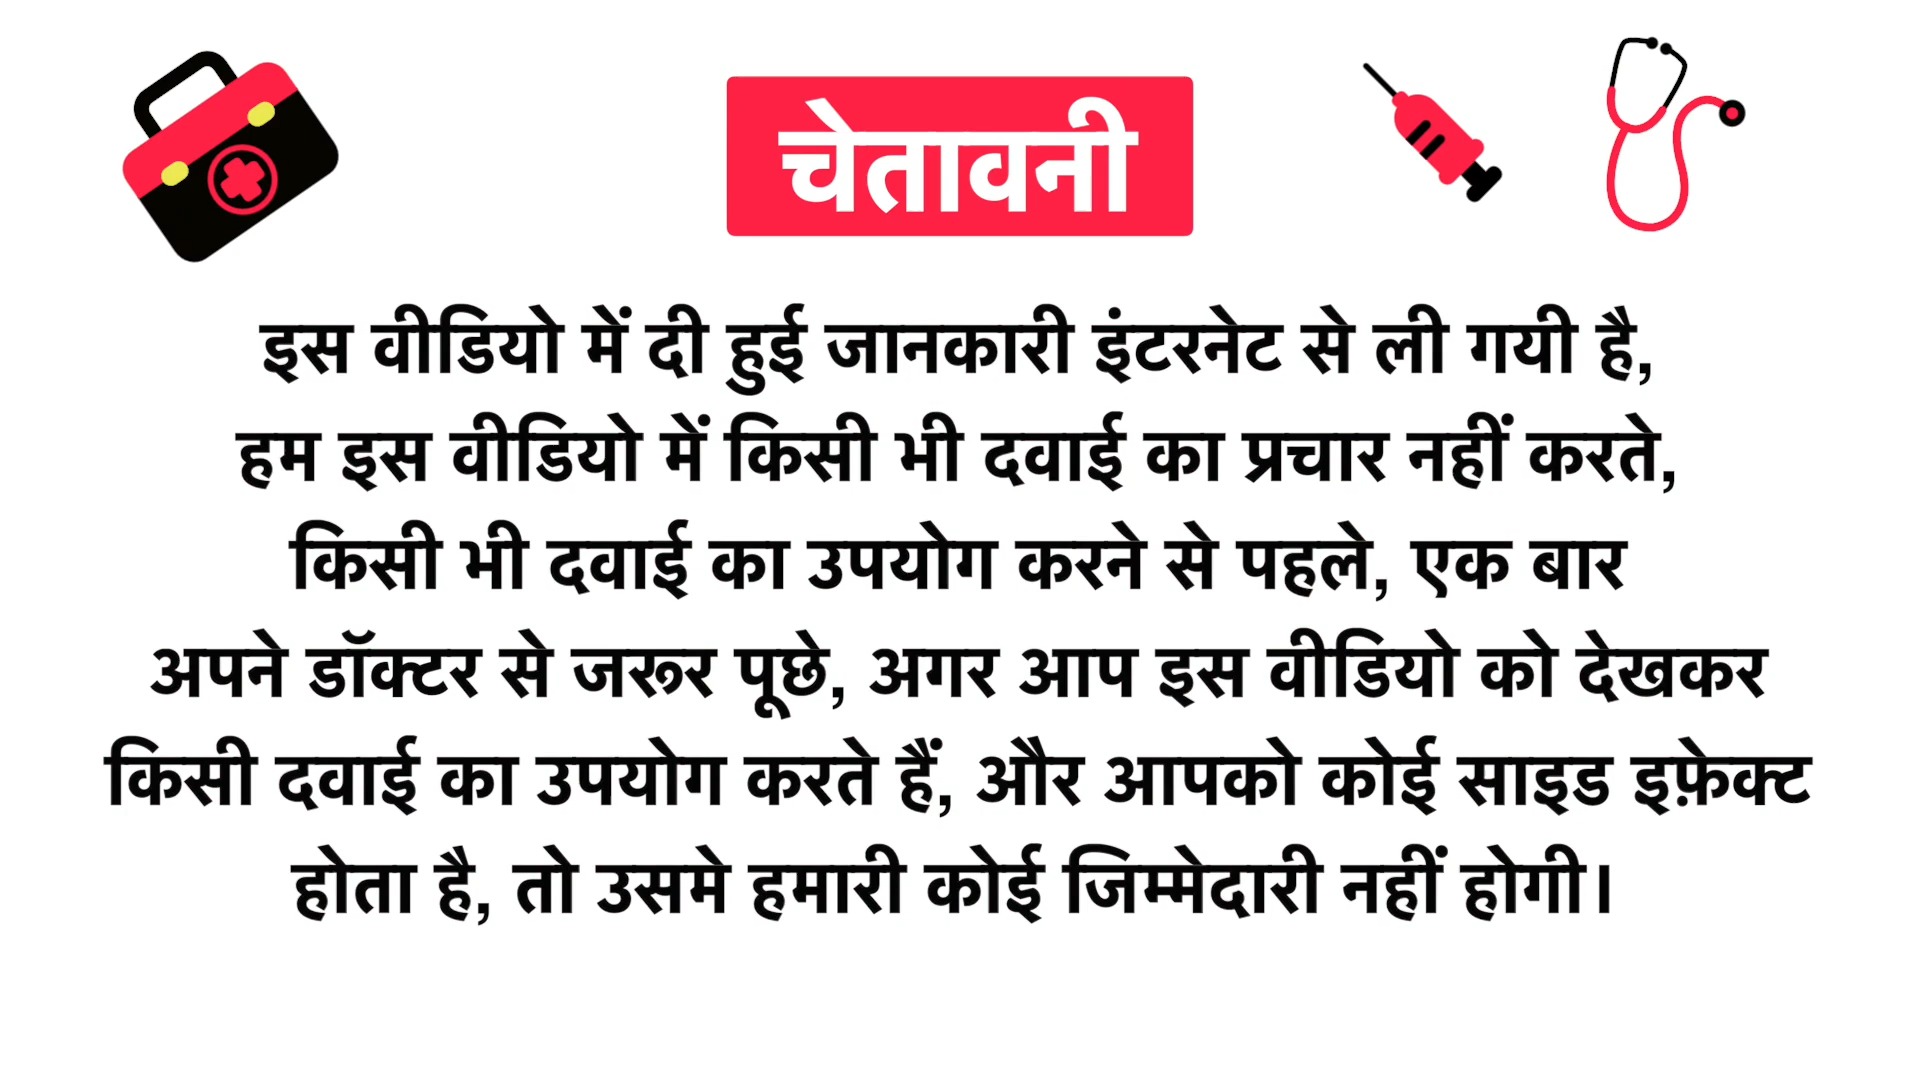 चेतावनी
इस वीडियो में दी हुई जानकारी इंटरनेट से ली गयी है,
हम इस वीडियो में किसी भी दवाई का प्रचार नहीं करते,
किसी भी दवाई का उपयोग करने से पहले, एक बार
अपने डॉक्टर से जरूर पूछे, अगर आप इस वीडियो को देखकर
किसी दवाई का उपयोग करते हैं, और आपको कोई साइड इफ़ेक्ट
होता है, तो उसमे हमारी कोई जिम्मेदारी नहीं होगी।